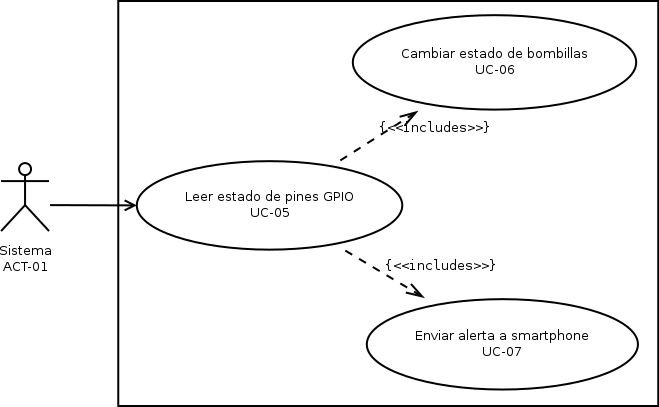 Cambiar estado de bombillas
UC-06
{<<includes>>}
Leer estado de pines GPIO
UC-05
Sistema
ACT-01
{<<includes>>}
Enviar alerta a smartphone
UC-07